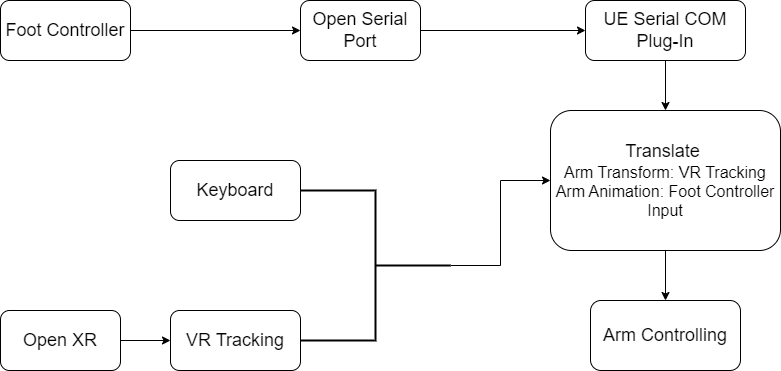 Foot Controller
Open Serial
Port
UE Serial COM
Plug-In
Translate
Arm Transform: VR Tracking
Arm Animation: Foot Controller
Input
Keyboard
Open XR
VR Tracking
Arm Controlling